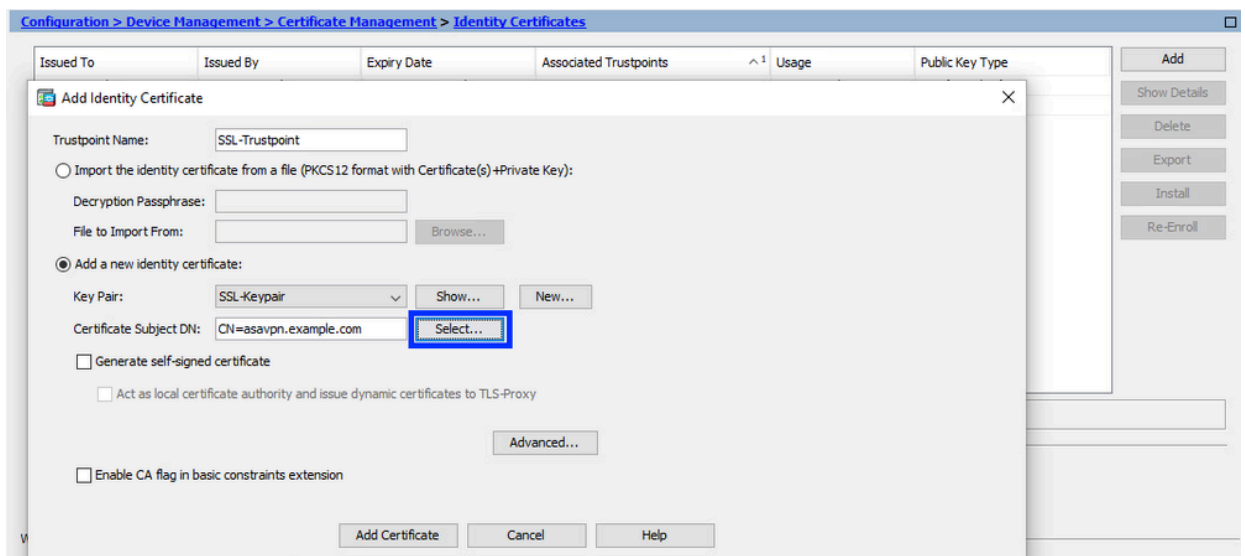 Configuration > Device Management > Certificate Management > Identity Certificates
Issued To Issued By Expiry Date Associated Trustpoints 1 Usage Public Key Type
Add
Show Details
Delete
Export
Install
Re-Enroll
Add Identity Certificate
Trustpoint Name: SSL-Trustpoint
Import the identity certificate from a file (PKCS12 format with Certificate(s)+Private Key):
Decryption Passphrase:
File to Import From: Browse...
Add a new identity certificate:
Key Pair: SSL-Keypair Show... New...
Certificate Subject DN: CN=asavpn.example.com Select...
Generate self-signed certificate
Act as local certificate authority and issue dynamic certificates to TLS-Proxy
Advanced...
Enable CA flag in basic constraints extension
Add Certificate Cancel Help